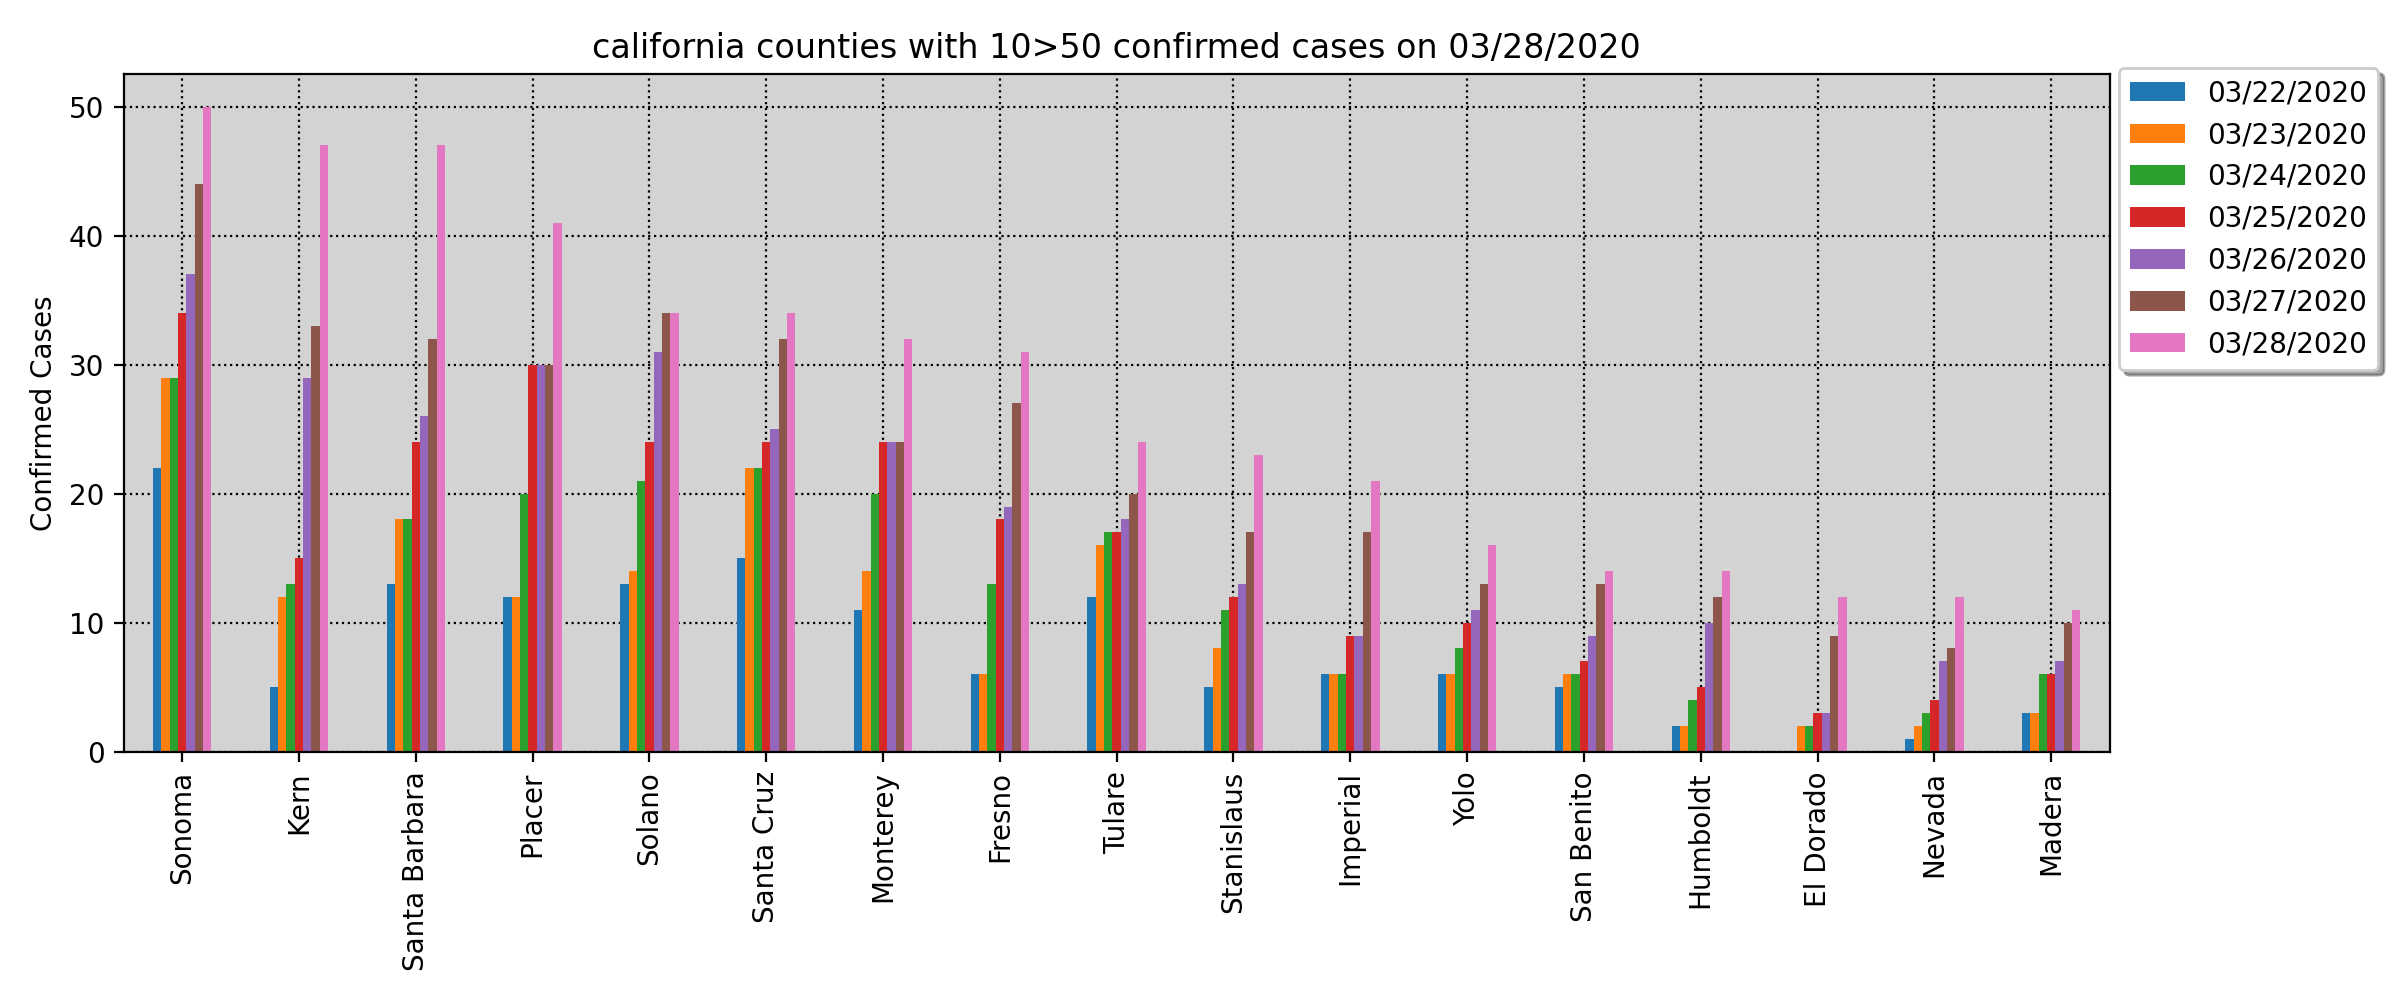 california counties with 10>50 confirmed cases on 03/28/2020
Confirmed Cases
50
40
30
20
10
0
Sonoma
Kern
Santa Barbara
Placer
Solano
Santa Cruz
Monterey
Fresno
Tulare
Stanislaus
Imperial
Yolo
San Benito
Humboldt
El Dorado
Nevada
Madera
03/22/2020
03/23/2020
03/24/2020
03/25/2020
03/26/2020
03/27/2020
03/28/2020